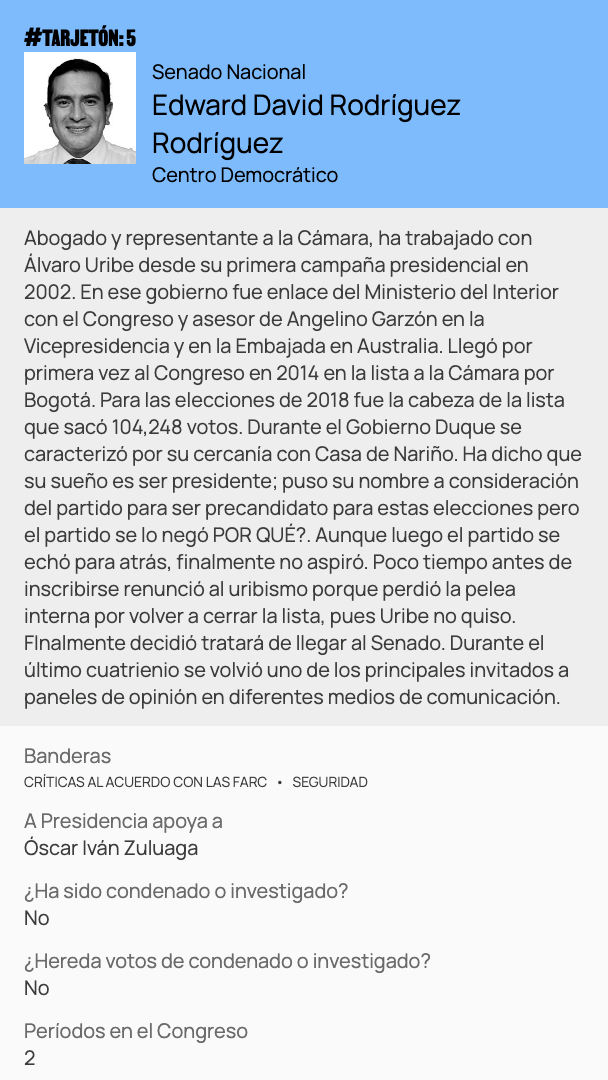 #TARJETÓN: 5
Senado Nacional
Edward David Rodríguez
Rodríguez
Centro Democrático
Abogado y representante a la Cámara, ha trabajado con
Álvaro Uribe desde su primera campaña presidencial en
2002. En ese gobierno fue enlace del Ministerio del Interior
con el Congreso y asesor de Angelino Garzón en la
Vicepresidencia y en la Embajada en Australia. Llegó por
primera vez al Congreso en 2014 en la lista a la Cámara por
Bogotá. Para las elecciones de 2018 fue la cabeza de la lista
que sacó 104,248 votos. Durante el Gobierno Duque se
caracterizó por su cercanía con Casa de Nariño. Ha dicho que
su sueño es ser presidente; puso su nombre a consideración
del partido para ser precandidato para estas elecciones pero
el partido se lo negó POR QUÉ?. Aunque luego el partido se
echó para atrás, finalmente no aspiró. Poco tiempo antes de
inscribirse renunció al uribismo porque perdió la pelea
interna por volver a cerrar la lista, pues Uribe no quiso.
FInalmente decidió tratará de llegar al Senado. Durante el
último cuatrienio se volvió uno de los principales invitados a
paneles de opinión en diferentes medios de comunicación.
Banderas
CRÍTICAS AL ACUERDO CON LAS FARC • SEGURIDAD
A Presidencia apoya a
Óscar Iván Zuluaga
¿Ha sido condenado o investigado?
No
¿Hereda votos de condenado o investigado?
No
Períodos en el Congreso
2